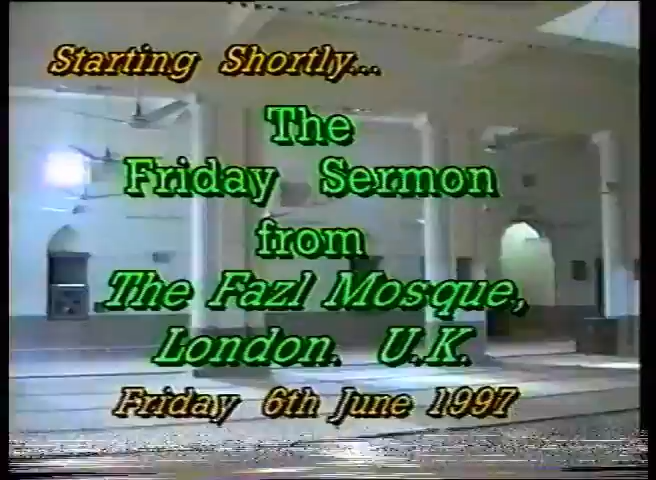 Starting Shortly...
The
Friday Sermon
from
The Fazl Mosque,
London. U.K.
Friday 6th June 1997